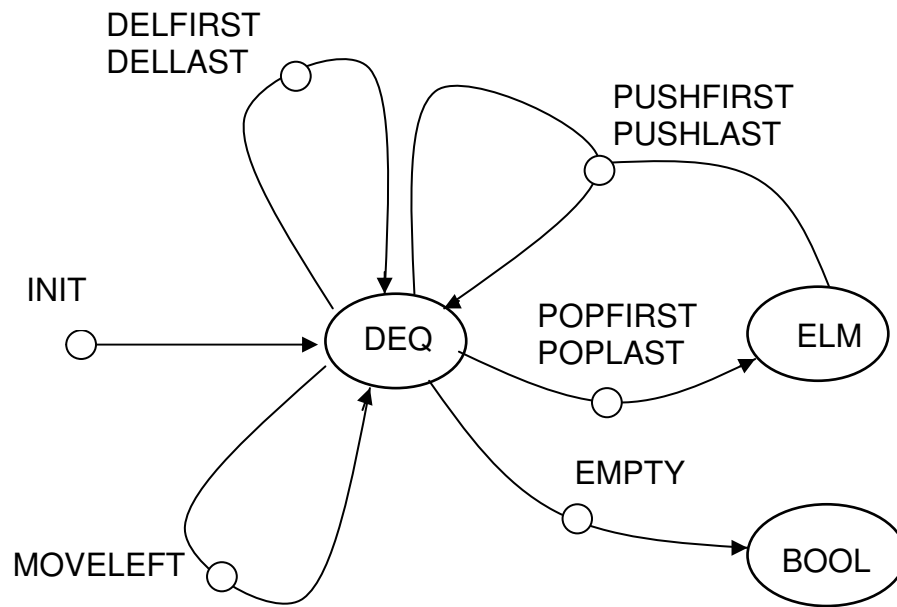 DELFIRST
DELLAST
PUSHFIRST
PUSHLAST
INIT
DEQ
POPFIRST
POPLAST
ELM
EMPTY
MOVELEFT
BOOL